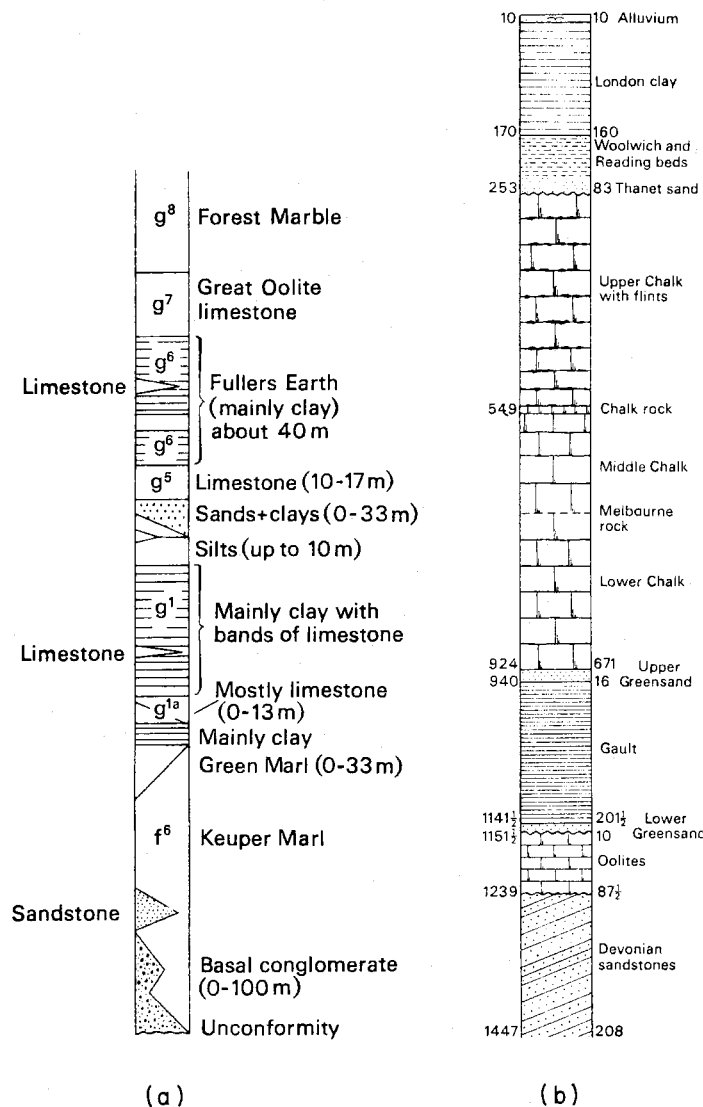 g8
Forest Marble
g7
Great Oolite
limestone
g6
Limestone
Fullers Earth
(mainly clay)
about 40 m
g6
g5
Limestone (10-17m)
Sands+clays (0-33m)
Silts (up to 10 m)
g1
Mainly clay with
bands of limestone
Limestone
Mostly limestone
(0-13m)
g1a
Mainly clay
Green Marl (0-33m)
f6
Keuper Marl
Sandstone
Basal conglomerate
(0-100m)
Unconformity
(a)
10
10 Alluvium
London clay
170
160
Woolwich and
Reading beds
253
83 Thanet sand
Upper Chalk
with flints
549
Chalk rock
Middle Chalk
Melbourne
rock
Lower Chalk
924
671 Upper
940
16 Greensand
Gault
1141½
201½ Lower
1151½
10 Greensand
Oolites
1239
87½
Devonian
sandstones
1447
208
(b)